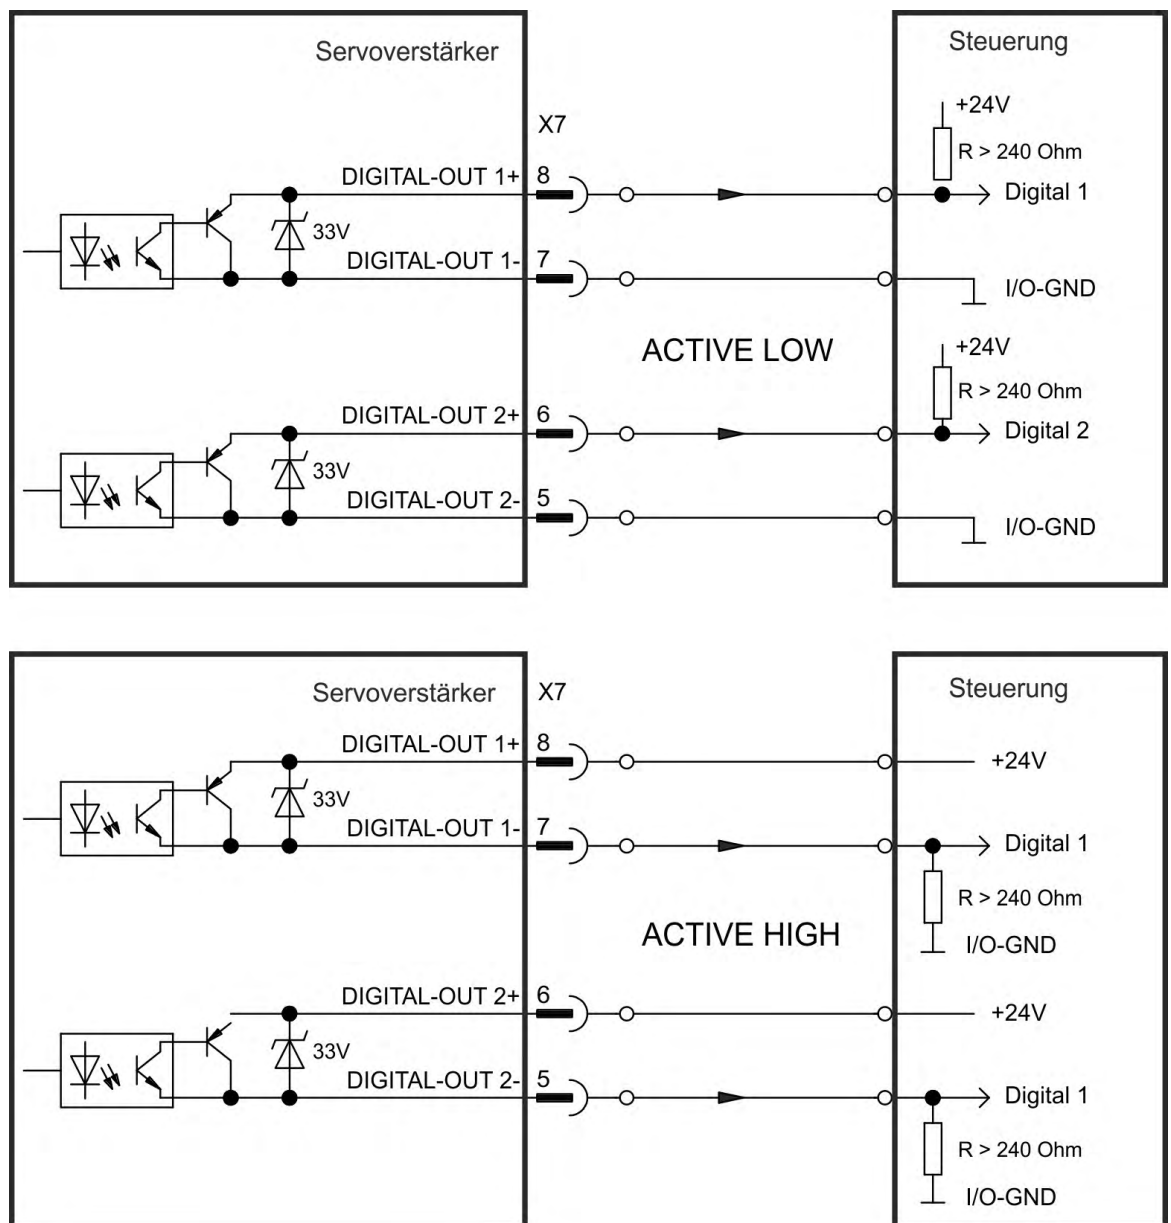 Servoverstärker
Steuerung
X7
+24V
R > 240 Ohm
DIGITAL-OUT 1+
8
Digital 1
33V
DIGITAL-OUT 1-
7
I/O-GND
ACTIVE LOW
+24V
R > 240 Ohm
DIGITAL-OUT 2+
6
Digital 2
33V
DIGITAL-OUT 2-
5
I/O-GND
Servoverstärker
X7
Steuerung
DIGITAL-OUT 1+
8
+24V
33V
DIGITAL-OUT 1-
7
Digital 1
R > 240 Ohm
ACTIVE HIGH
I/O-GND
DIGITAL-OUT 2+
6
+24V
33V
DIGITAL-OUT 2-
5
Digital 1
R > 240 Ohm
I/O-GND